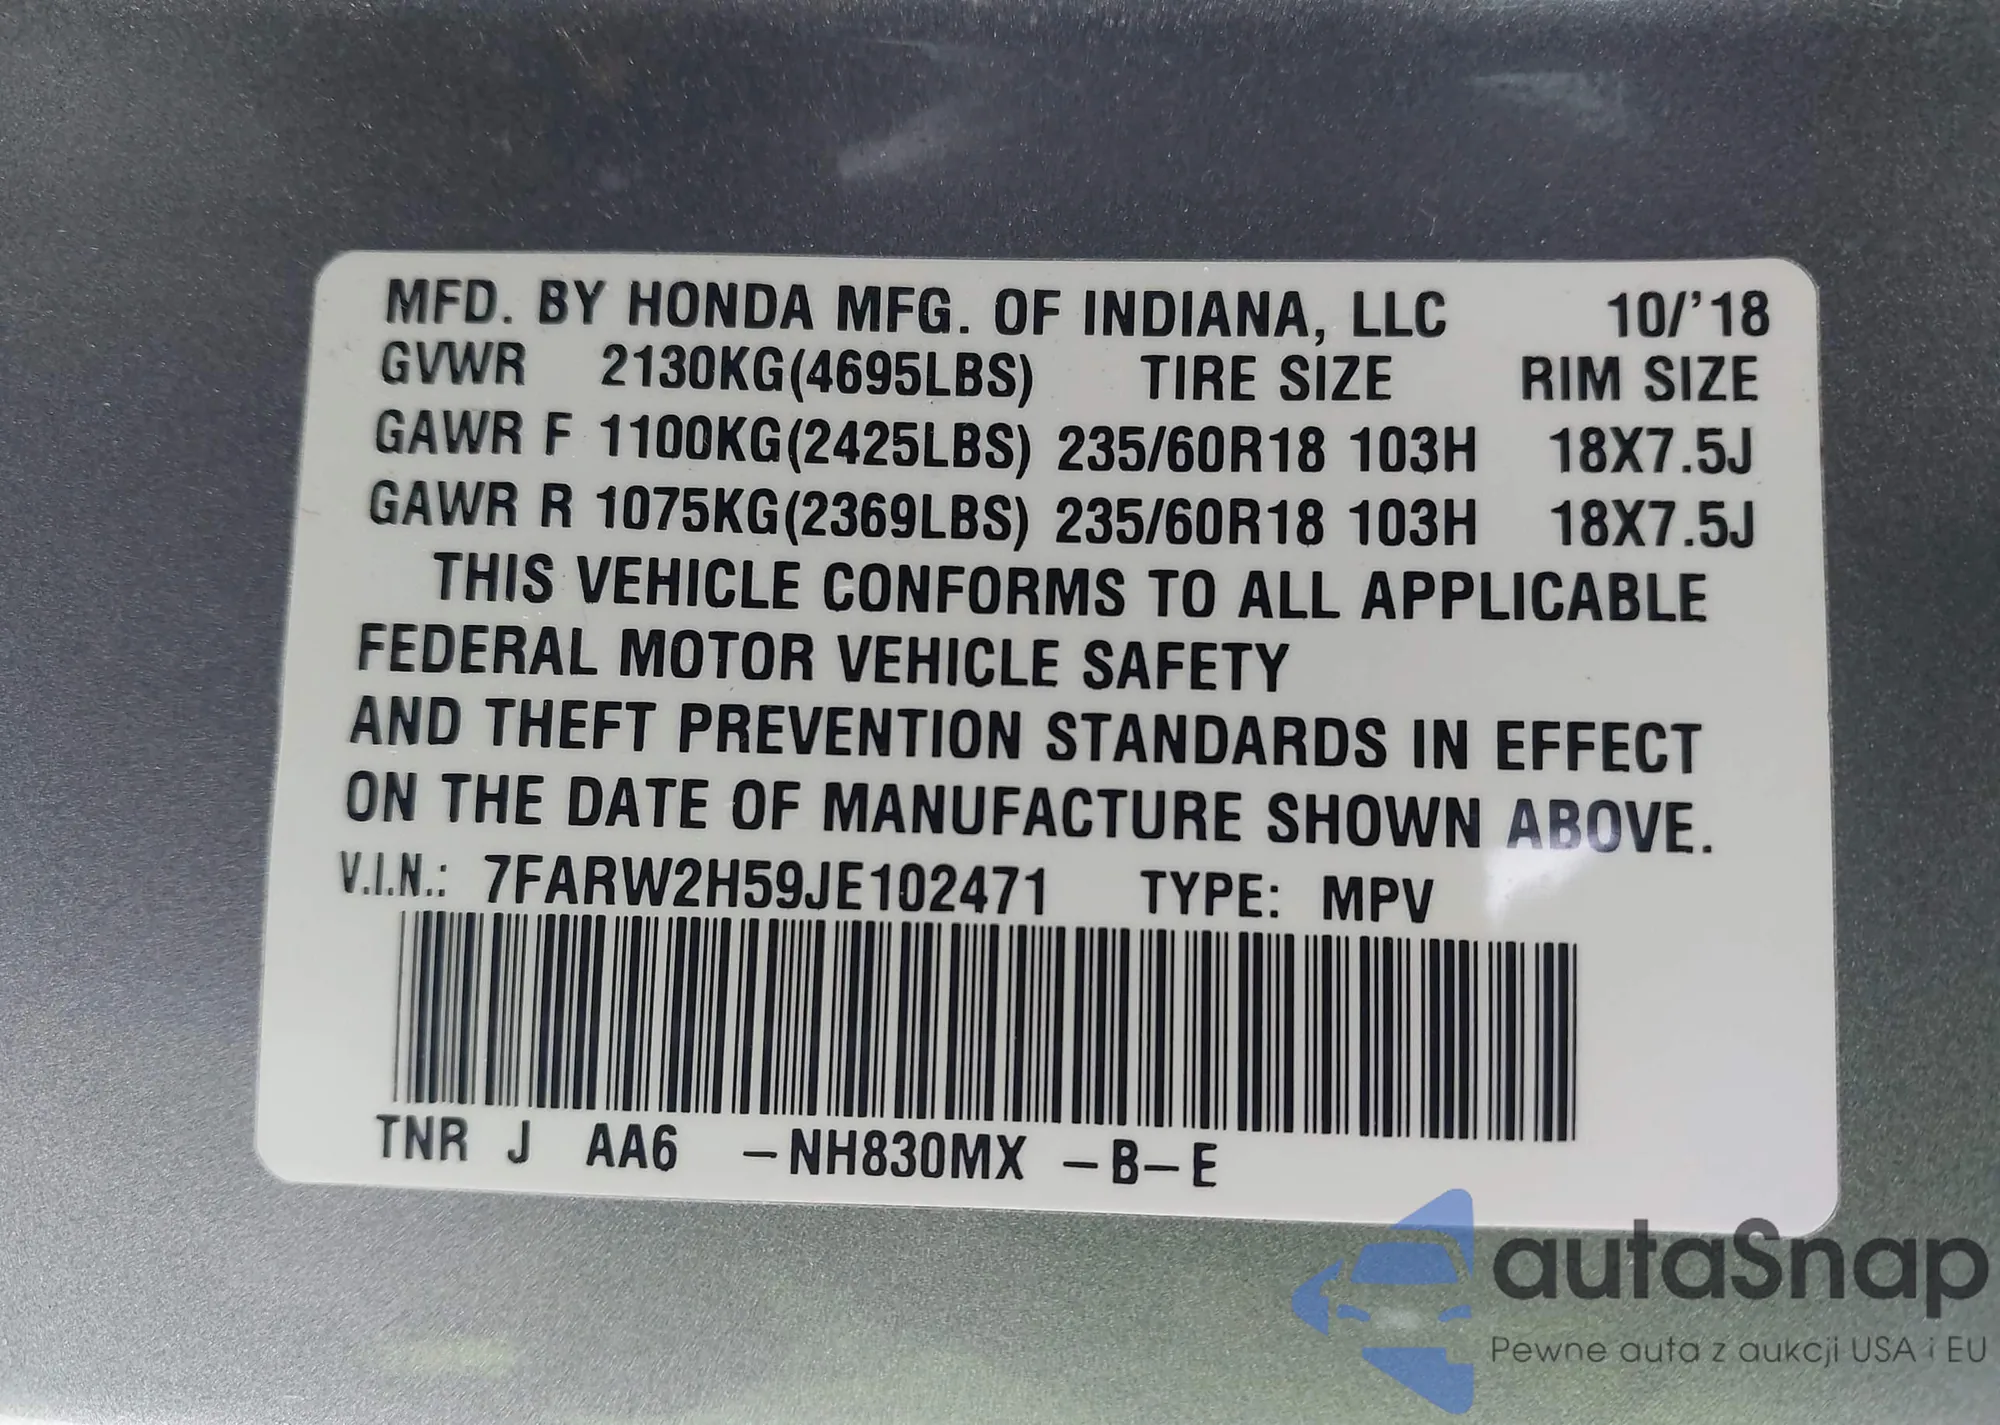 MFD. BY HONDA MFG. OF INDIANA, LLC 10/'18
GVWR 2130KG(4695LBS) TIRE SIZE RIM SIZE
GAWR F 1100KG(2425LBS) 235/60R18 103H 18X7.5J
GAWR R 1075KG(2369LBS) 235/60R18 103H 18X7.5J
THIS VEHICLE CONFORMS TO ALL APPLICABLE
FEDERAL MOTOR VEHICLE SAFETY
AND THEFT PREVENTION STANDARDS IN EFFECT
ON THE DATE OF MANUFACTURE SHOWN ABOVE.
V.I.N.: 7FARW2H59JE102471 TYPE: MPV
TNR J AA6 -NH830MX -B-E
autaSnap
Pewne auta z aukcji USA i EU